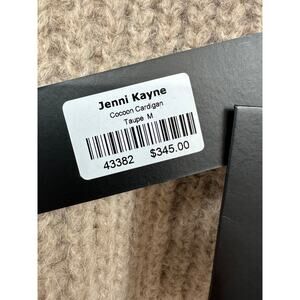 Jenni Kayne
Cocoon Cardigan
Taupe M
43382 $345.00